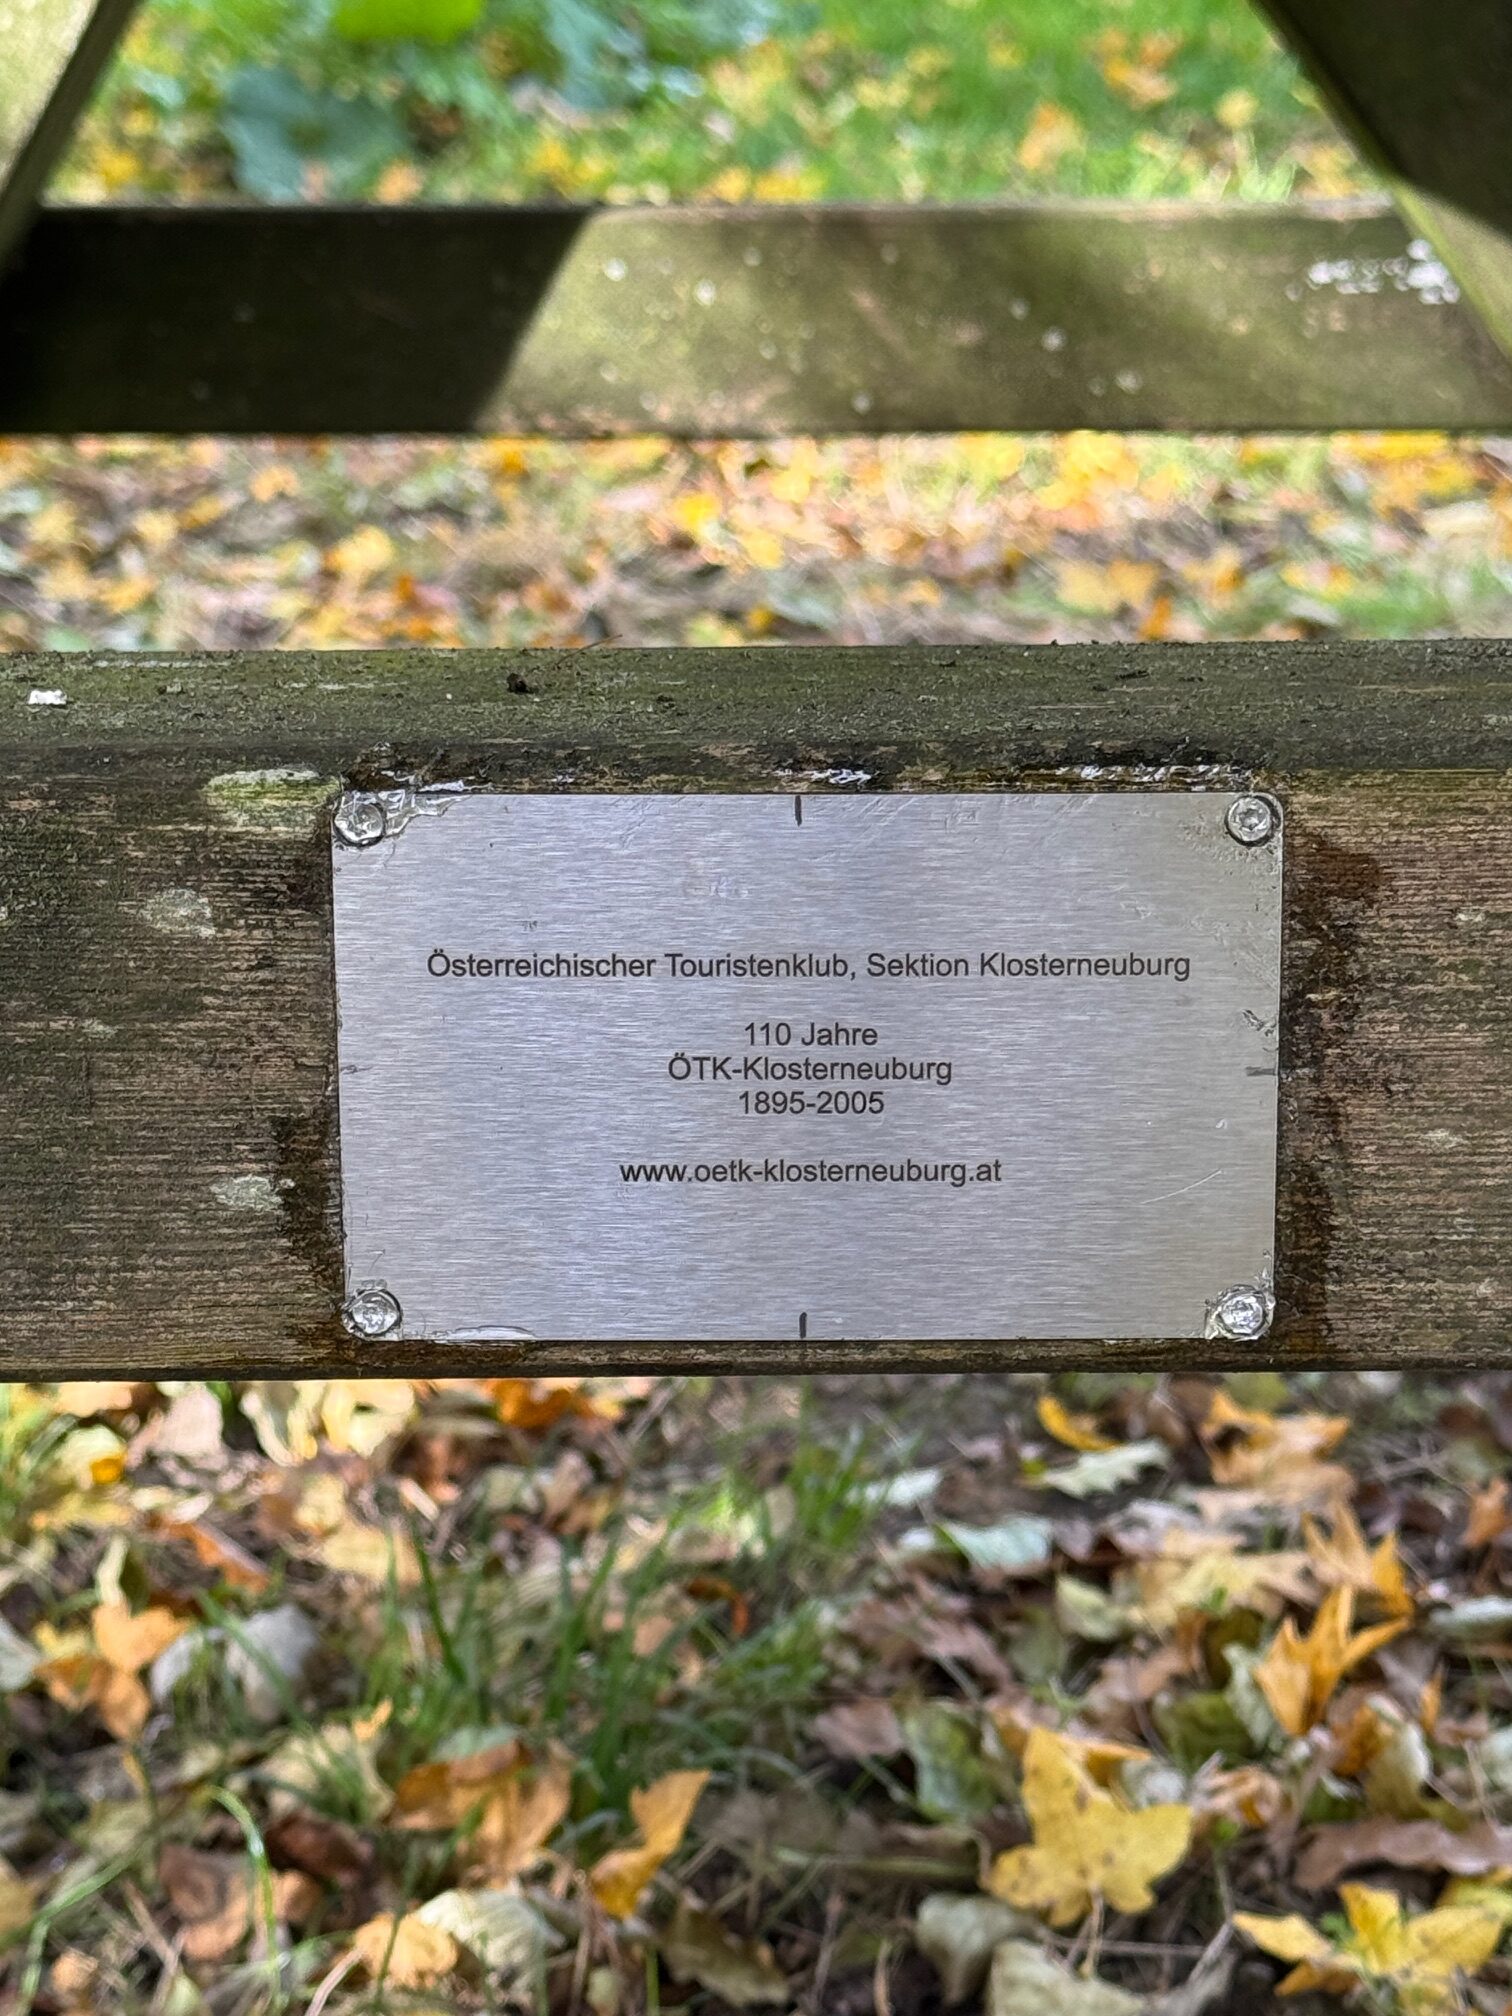 Österreichischer Touristenklub, Sektion Klosterneuburg
110 Jahre
ÖTK-Klosterneuburg
1895-2005
www.oetk-klosterneuburg.at